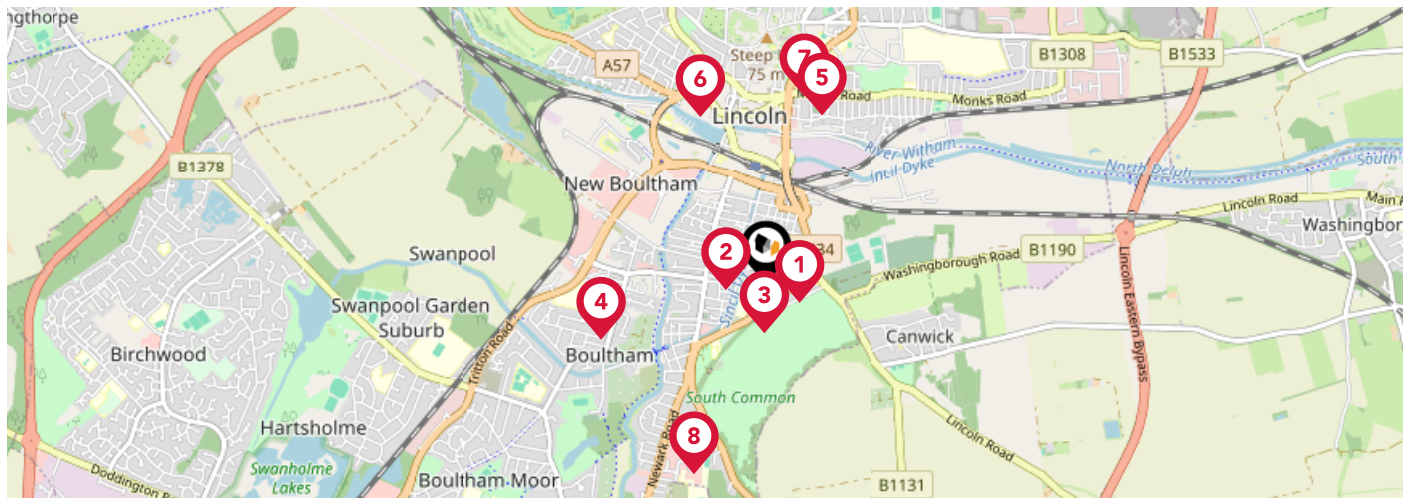 ngthorpe
A57
6
Steep
75 m
7
5
B1308
B1533
Road
Monks Road
Lincoln
B1378
New Boultham
River Witham
Incil Dyke
North Delph
South
Lincoln Road
Main
Washingbor
Swanpool
2
34
1
B1190
Washingborough Road
Lincoln Eastern Bypass
Swanpool Garden
Suburb
4
3
Canwick
Birchwood
Tritton Road
Boultham
South Common
Hartsholme
8
Newark Road
Lincoln Road
Swanholme
Lakes
Doddington
Boultham Moor
B1131